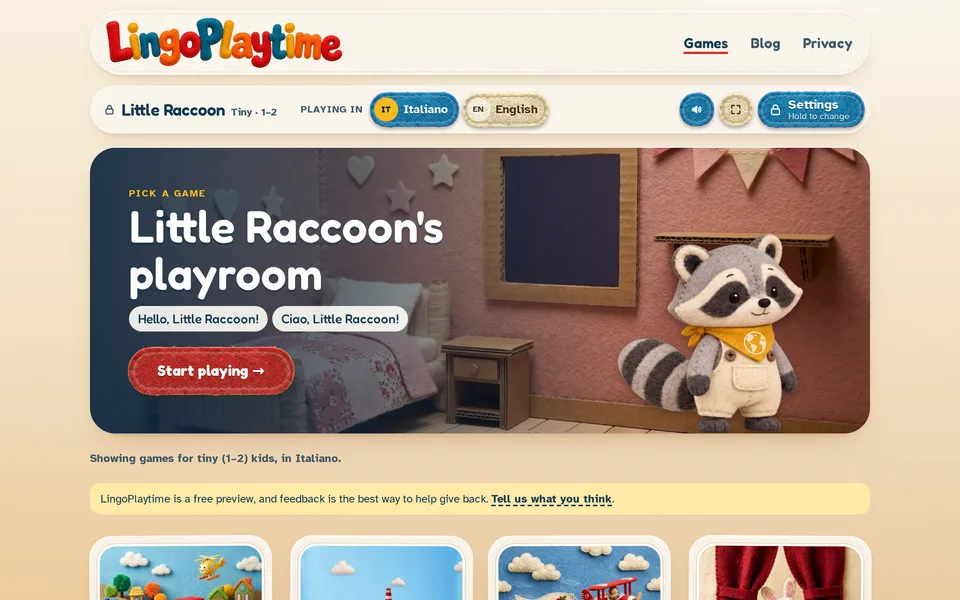 LingoPlaytime
Games
Blog
Privacy
Little Raccoon Tiny · 1–2
PLAYING IN
IT Italiano
EN English
Settings
Hold to change
PICK A GAME
Little Raccoon's
playroom
Hello, Little Raccoon!
Ciao, Little Raccoon!
Start playing →
Showing games for tiny (1–2) kids, in Italiano.
LingoPlaytime is a free preview, and feedback is the best way to help give back. Tell us what you think.